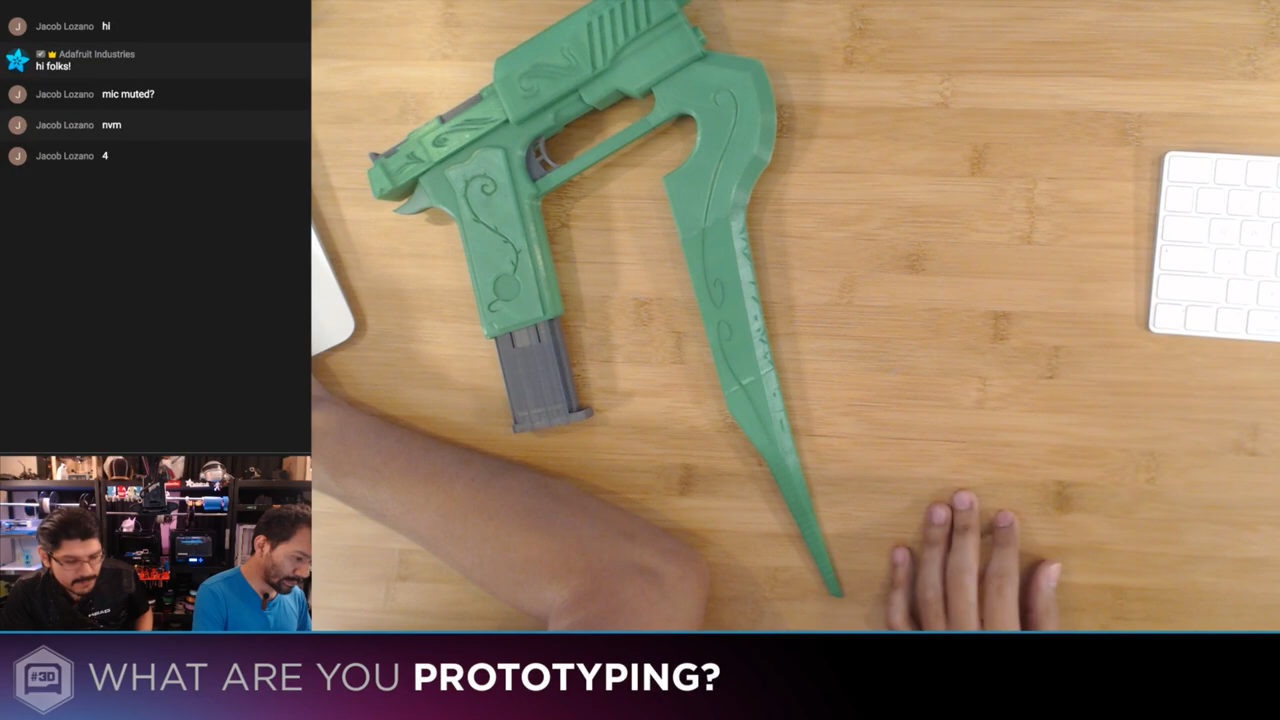 J Jacob Lozano hi
Adafruit Industries
hi folks!
J Jacob Lozano mic muted?
J Jacob Lozano nvm
J Jacob Lozano 4
#3D WHAT ARE YOU PROTOTYPING?